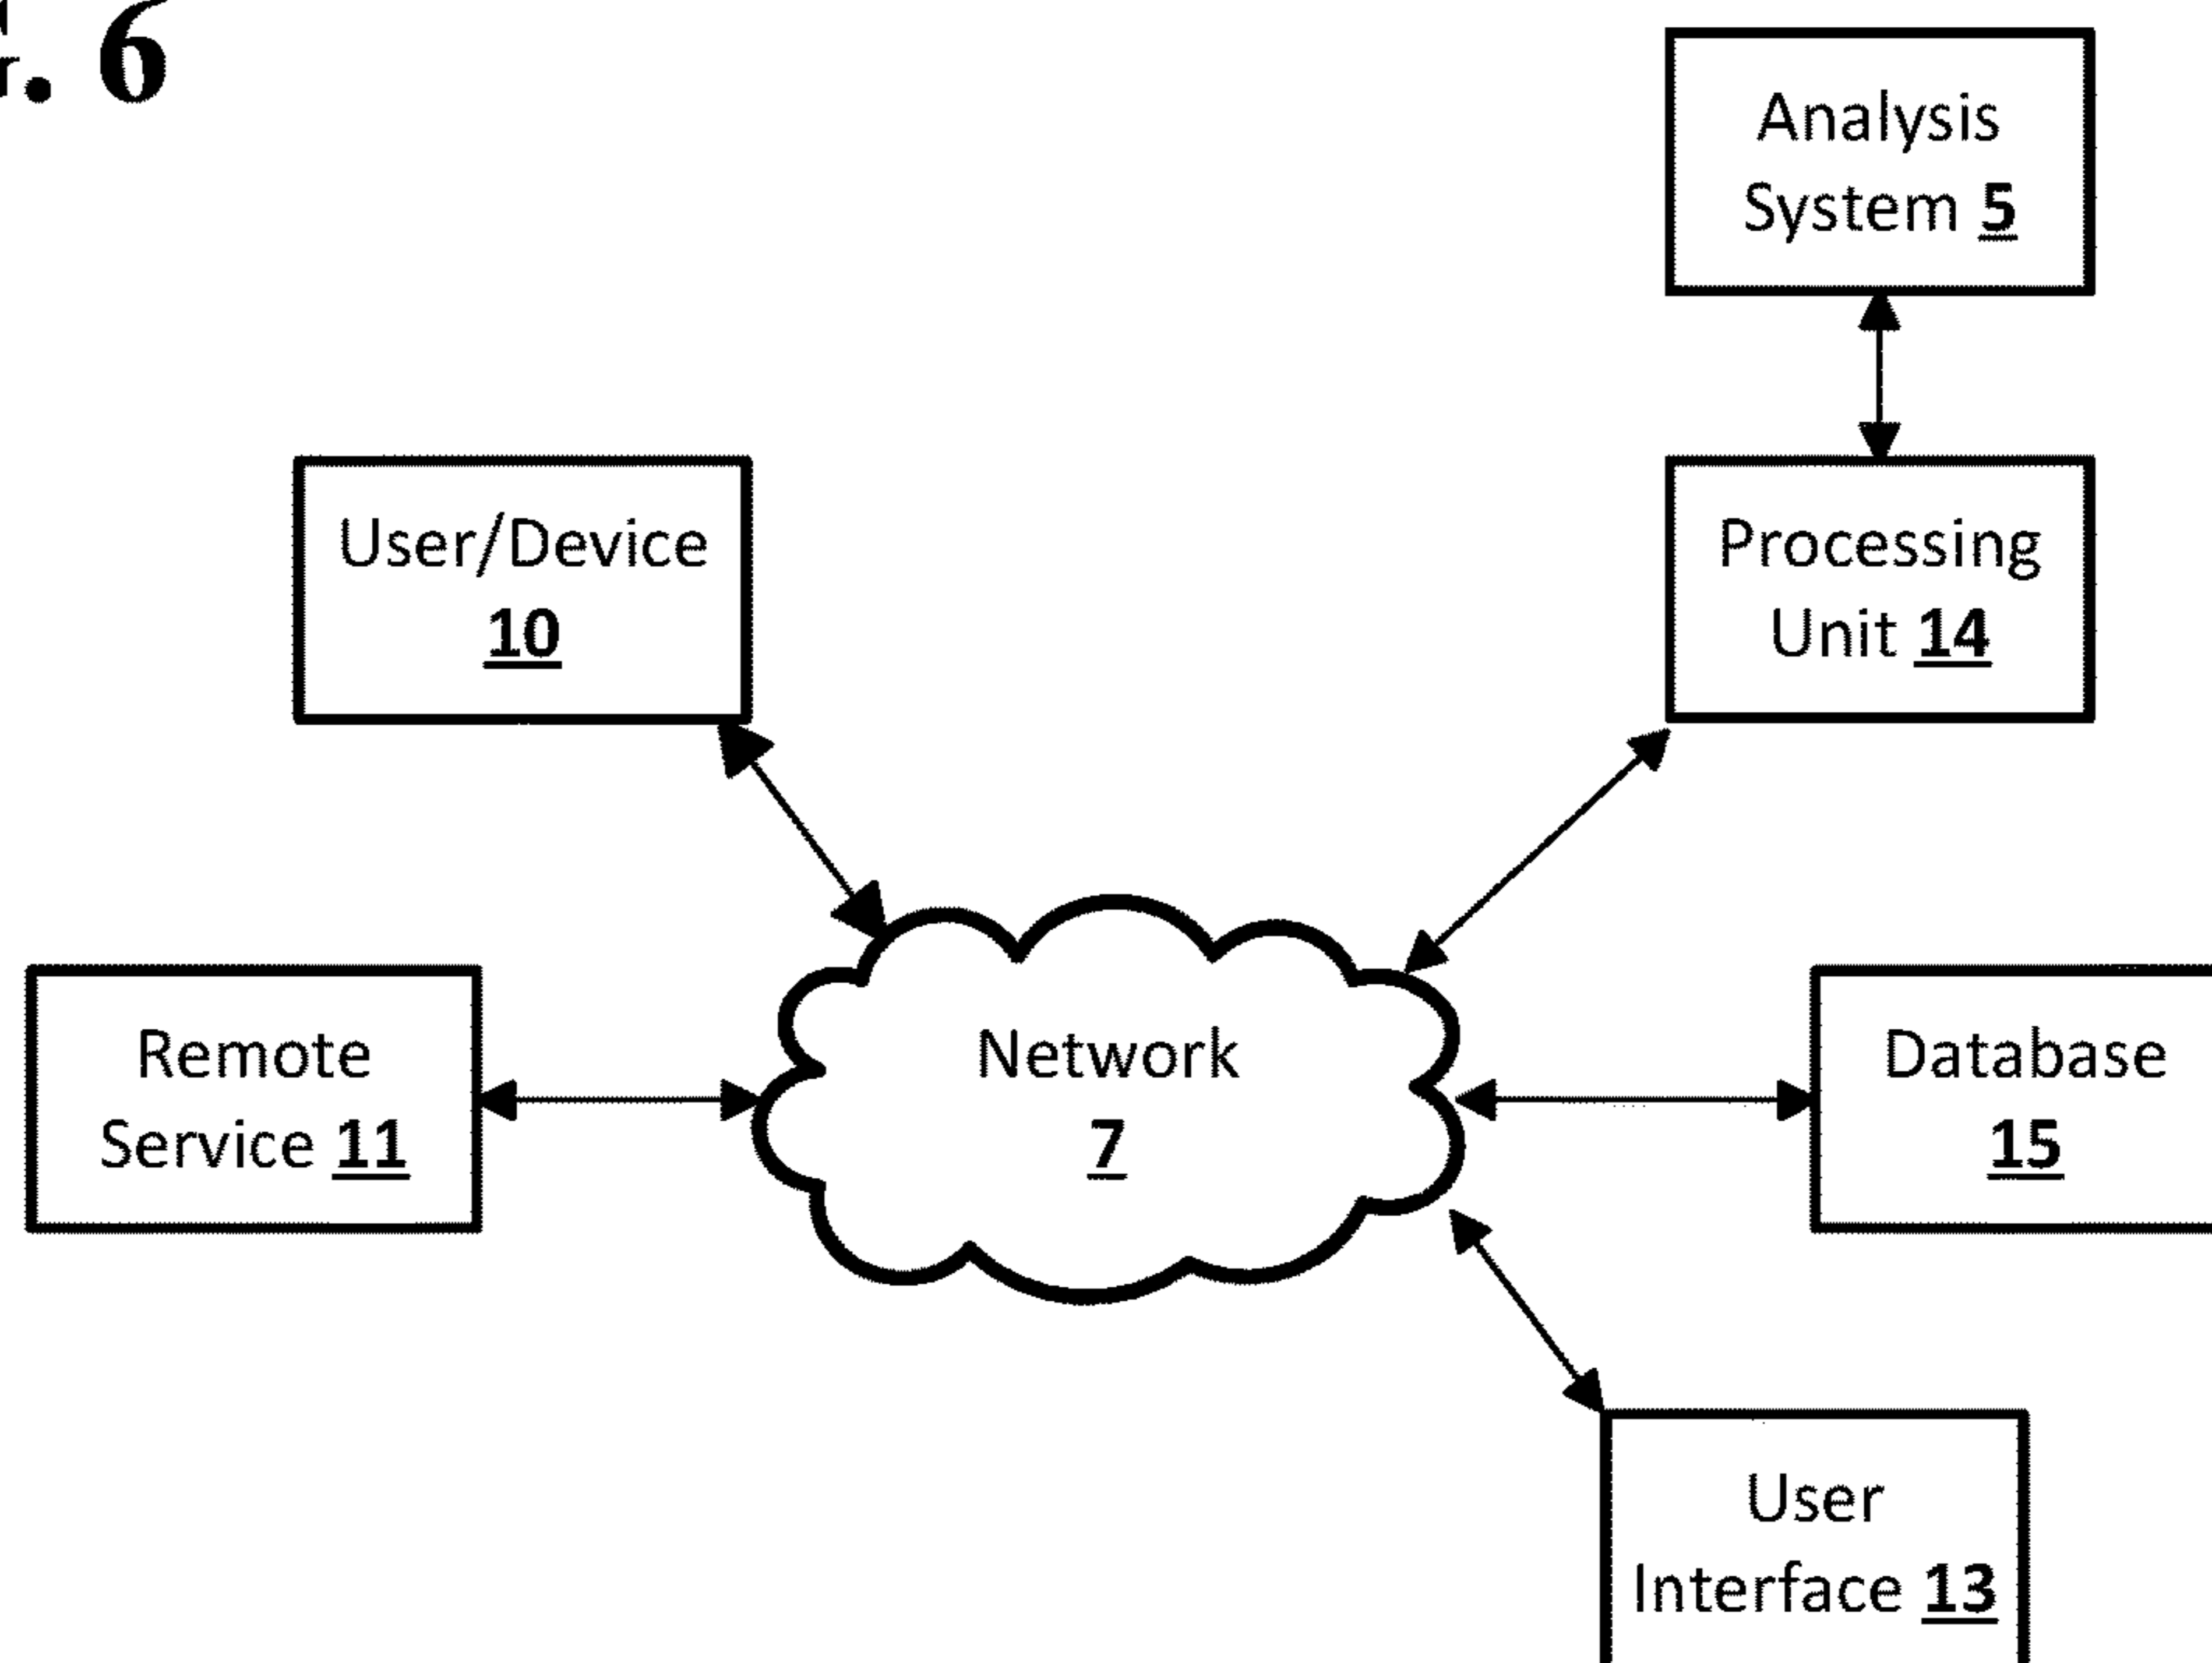 . 6
Analysis
System 5
User/Device
10
Processing
Unit 14
Remote
Service 11
Network
7
Database
15
User
Interface 13